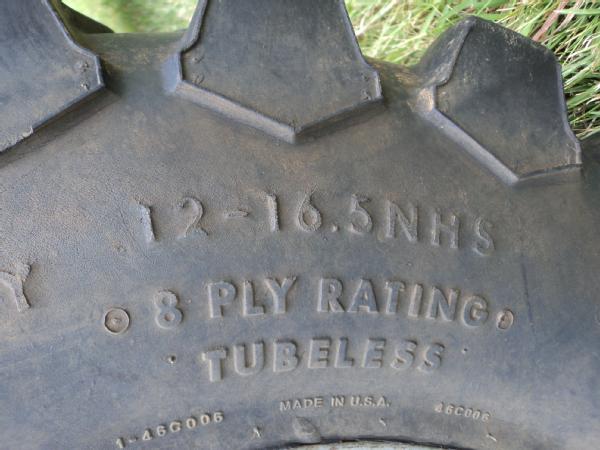 12-16.5NHS
Y
8 PLY RATING
TUBELESS
MADE IN U.S.A.
1-46C006
46C006